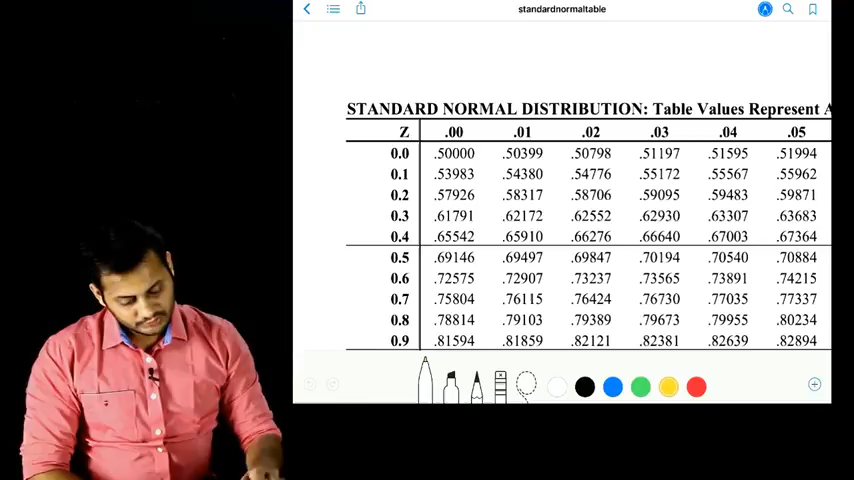 standardnormaltable
STANDARD NORMAL DISTRIBUTION: Table Values Represent A
Z .00 .01 .02 .03 .04 .05
0.0 .50000 .50399 .50798 .51197 .51595 .51994
0.1 .53983 .54380 .54776 .55172 .55567 .55962
0.2 .57926 .58317 .58706 .59095 .59483 .59871
0.3 .61791 .62172 .62552 .62930 .63307 .63683
0.4 .65542 .65910 .66276 .66640 .67003 .67364
0.5 .69146 .69497 .69847 .70194 .70540 .70884
0.6 .72575 .72907 .73237 .73565 .73891 .74215
0.7 .75804 .76115 .76424 .76730 .77035 .77337
0.8 .78814 .79103 .79389 .79673 .79955 .80234
0.9 .81594 .81859 .82121 .82381 .82639 .82894